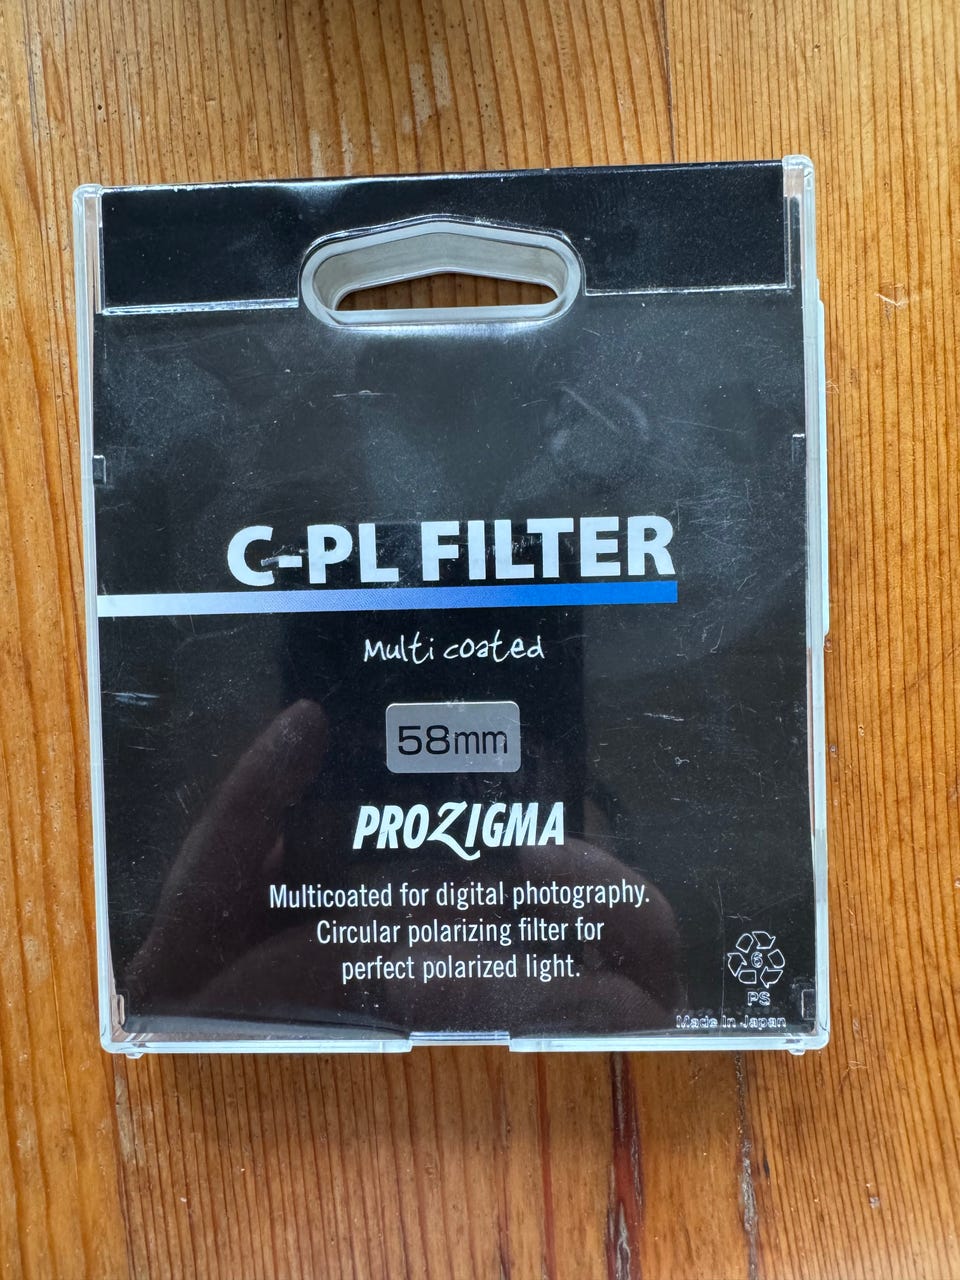 C-PL FILTER
Multi coated
58mm
PROZIGMA
Multicoated for digital photography.
Circular polarizing filter for
perfect polarized light.
6
PS
Made In Japan